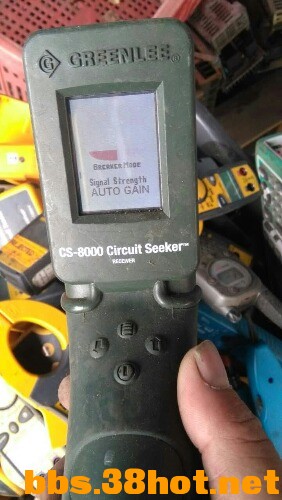 G GREENLEE®
BREAKER MODE
Signal Strength
AUTO GAIN
CS-8000 Circuit Seeker™
RECEIVER
bbs.38hot.net